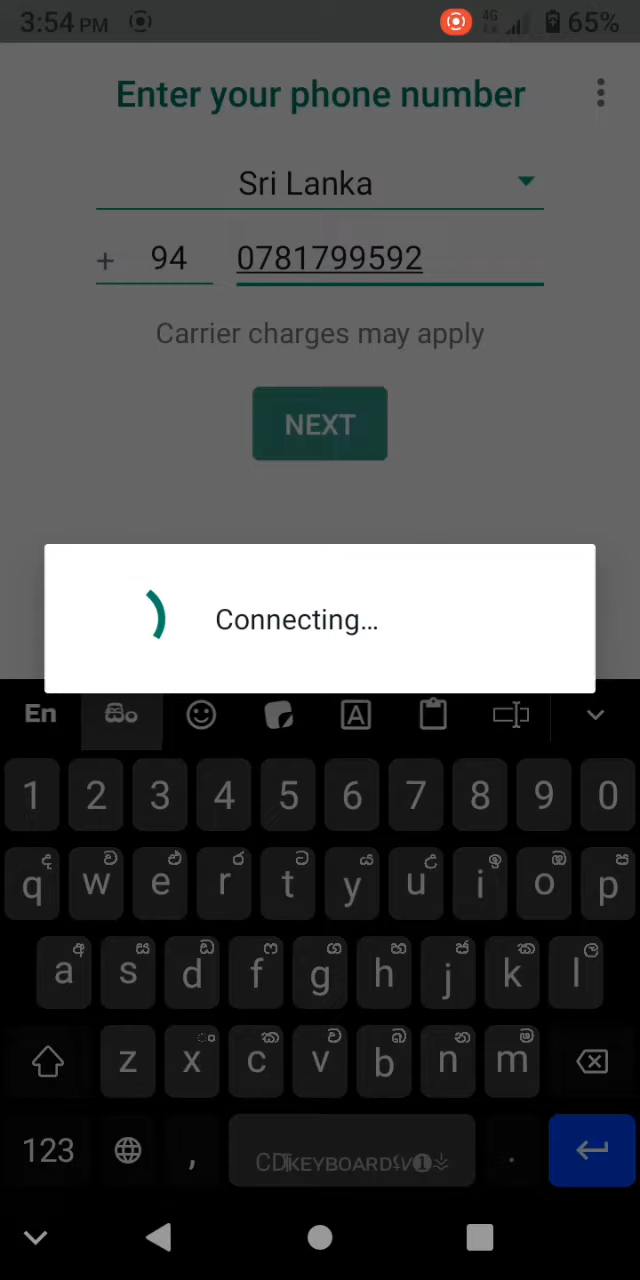 3:54 PM 4G 65%
Enter your phone number
Sri Lanka
+ 94 0781799592
Carrier charges may apply
NEXT
Connecting...
En සිං A
1 2 3 4 5 6 7 8 9 0
ද ව එ ර ට ය උ ඉ ඔ ප
q w e r t y u i o p
අ ස ඩ ෆ ග හ ජ ක ල
a s d f g h j k l
ං ක ව බ න ම
z x c v b n m
123 , .